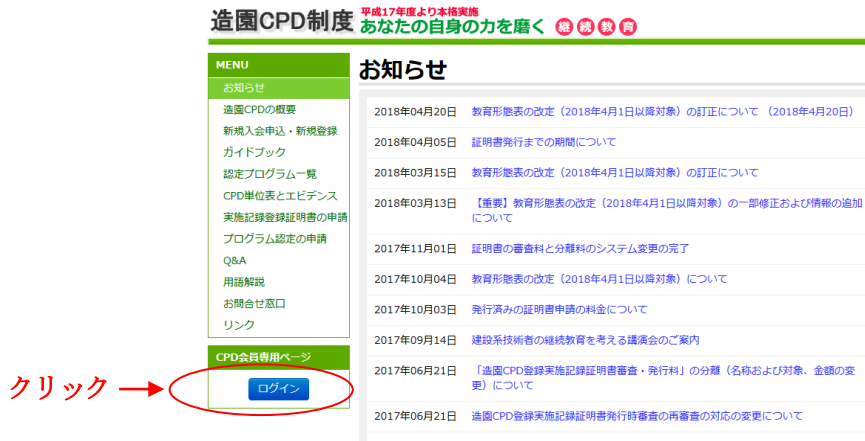 造園CPD制度
平成17年度より本格実施
あなたの自身の力を磨く 継続教育
MENU
お知らせ
造園CPDの概要
新規入会申込・新規登録
ガイドブック
認定プログラム一覧
CPD単位表とエビデンス
実施記録登録証明書の申請
プログラム認定の申請
Q&A
用語解説
お問合せ窓口
リンク
CPD会員専用ページ
ログイン
クリック
お知らせ
2018年04月20日 教育形態表の改定（2018年4月1日以降対象）の訂正について （2018年4月20日）
2018年04月05日 証明書発行までの期間について
2018年03月15日 教育形態表の改定（2018年4月1日以降対象）の訂正について
2018年03月13日 【重要】教育形態表の改定（2018年4月1日以降対象）の一部修正および情報の追加
について
2017年11月01日 証明書の審査料と分離料のシステム変更の完了
2017年10月04日 教育形態表の改定（2018年4月1日以降対象）について
2017年10月03日 発行済みの証明書申請の料金について
2017年09月14日 建設系技術者の継続教育を考える講演会のご案内
2017年06月21日 「造園CPD登録実施記録証明書審査・発行料」の分離（名称および対象、金額の変
更）について
2017年06月21日 造園CPD登録実施記録証明書発行時審査の再審査の対応の変更について